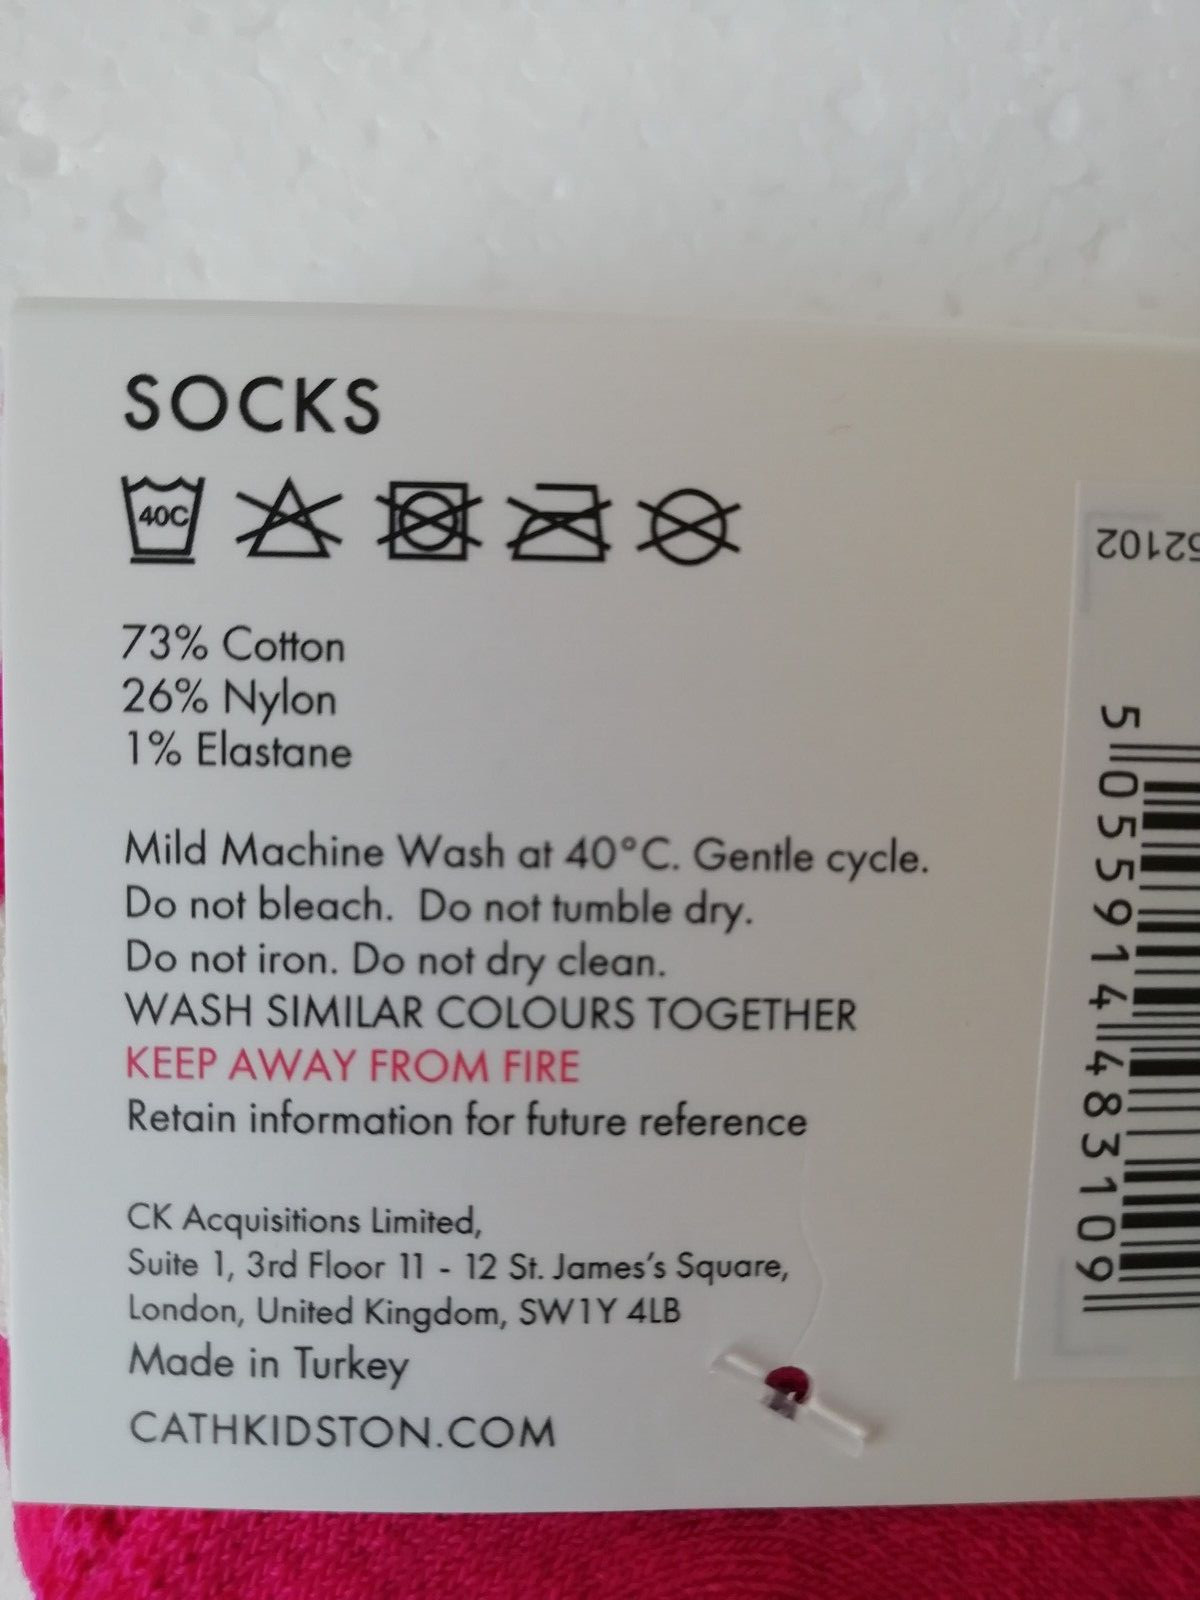 SOCKS
40C
73% Cotton
26% Nylon
1% Elastane
Mild Machine Wash at 40°C. Gentle cycle.
Do not bleach. Do not tumble dry.
Do not iron. Do not dry clean.
WASH SIMILAR COLOURS TOGETHER
KEEP AWAY FROM FIRE
Retain information for future reference
CK Acquisitions Limited,
Suite 1, 3rd Floor 11 - 12 St. James's Square,
London, United Kingdom, SW1Y 4LB
Made in Turkey
CATHKIDSTON.COM
5 055914 483109